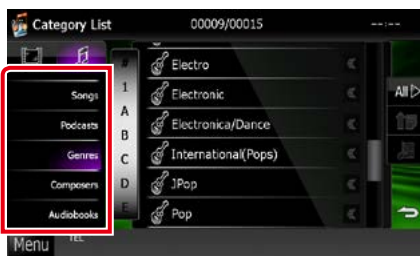 Category List 00009/00015 --:--
# Electro
1 Electronic
Songs
All
A
Podcasts
Electronica/Dance
B
Genres
C International(Pops)
Composers
D JPop
Audiobooks
E Pop
Menu TEL